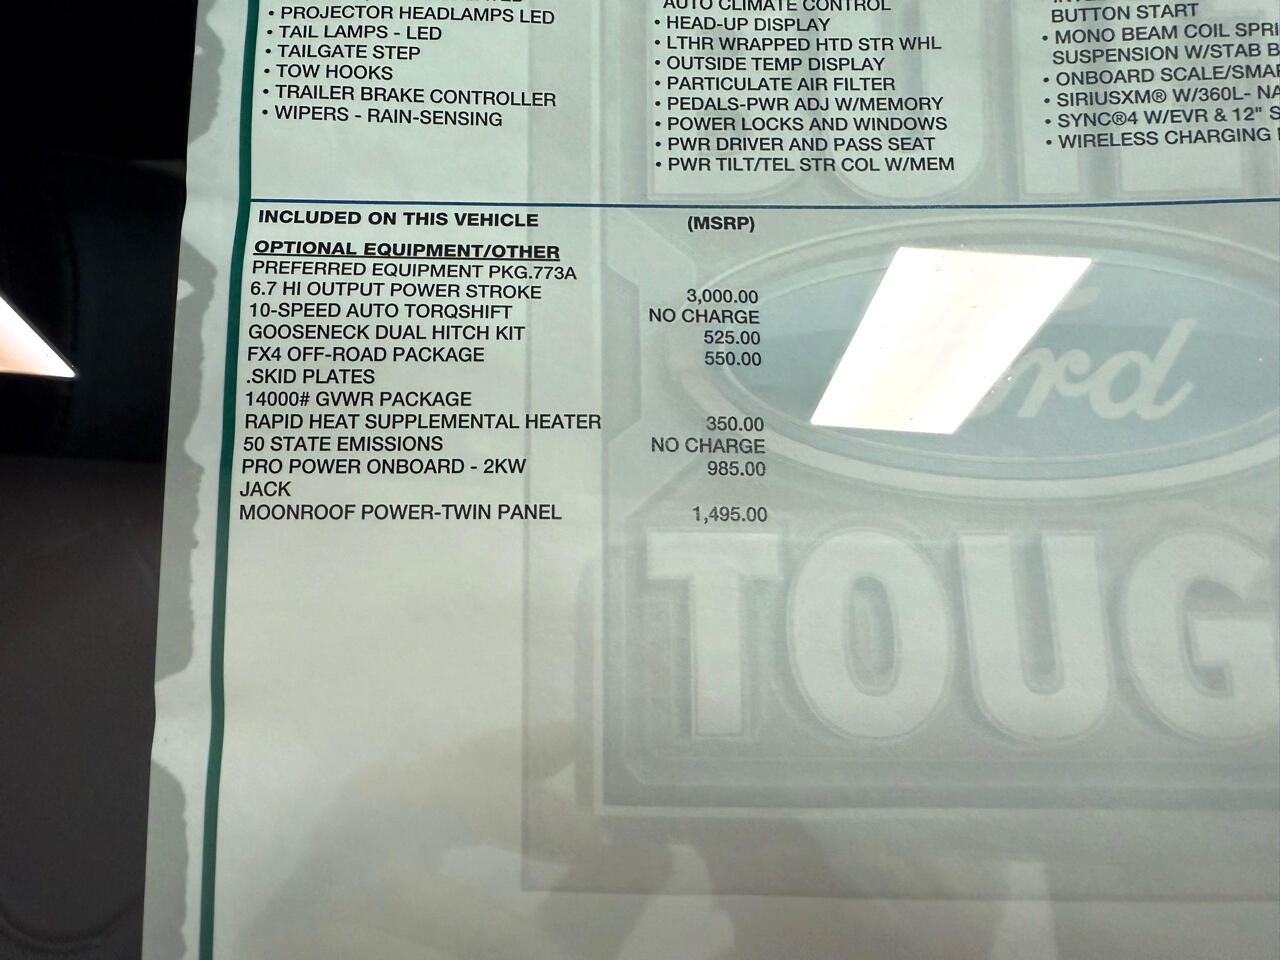 • PROJECTOR HEADLAMPS LED
• TAIL LAMPS - LED
• TAILGATE STEP
• TOW HOOKS
• TRAILER BRAKE CONTROLLER
• WIPERS - RAIN-SENSING
AUTO CLIMATE CONTROL
• HEAD-UP DISPLAY
• LTHR WRAPPED HTD STR WHL
• OUTSIDE TEMP DISPLAY
• PARTICULATE AIR FILTER
• PEDALS-PWR ADJ W/MEMORY
• POWER LOCKS AND WINDOWS
• PWR DRIVER AND PASS SEAT
• PWR TILT/TEL STR COL W/MEM
BUTTON START
• MONO BEAM COIL SPRI
SUSPENSION W/STAB B
• ONBOARD SCALE/SMA
• SIRIUSXM® W/360L- NA
• SYNC®4 W/EVR & 12" S
• WIRELESS CHARGING
INCLUDED ON THIS VEHICLE (MSRP)
OPTIONAL EQUIPMENT/OTHER
PREFERRED EQUIPMENT PKG.773A
6.7 HI OUTPUT POWER STROKE 3,000.00
10-SPEED AUTO TORQSHIFT NO CHARGE
GOOSENECK DUAL HITCH KIT 525.00
FX4 OFF-ROAD PACKAGE 550.00
.SKID PLATES
14000# GVWR PACKAGE
RAPID HEAT SUPPLEMENTAL HEATER 350.00
50 STATE EMISSIONS NO CHARGE
PRO POWER ONBOARD - 2KW 985.00
JACK
MOONROOF POWER-TWIN PANEL 1,495.00
Ford
TOUG